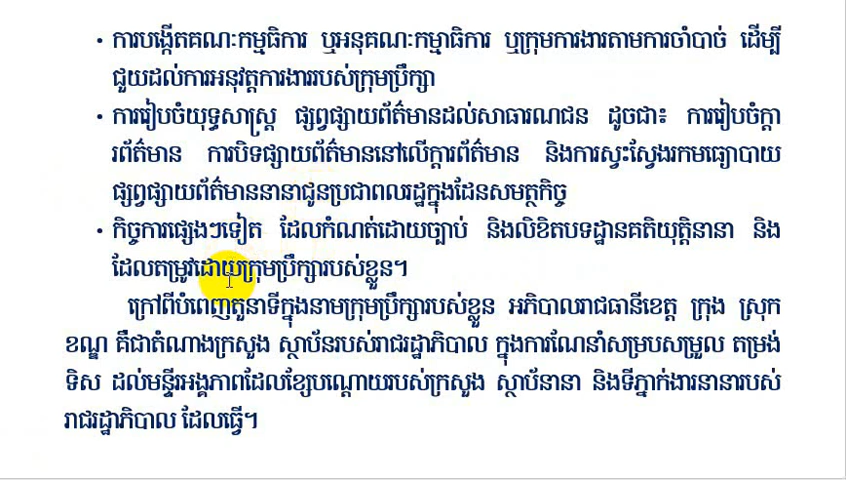 • ការបង្កើតគណៈកម្មធិការ ឬអនុគណៈកម្មាធិការ ឬក្រុមការងារតាមការចាំបាច់ ដើម្បី
ជួយដល់ការអនុវត្តការងាររបស់ក្រុមប្រឹក្សា
• ការរៀបចំយុទ្ធសាស្ត្រ ផ្សព្វផ្សាយព័ត៌មានដល់សាធារណជន ដូចជា៖ ការរៀបចំក្តា
រព័ត៌មាន ការបិទផ្សាយព័ត៌មាននៅលើក្តារព័ត៌មាន និងការស្វះស្វែងរកមធ្យោបាយ
ផ្សព្វផ្សាយព័ត៌មាននានាជូនប្រជាពលរដ្ឋក្នុងដែនសមត្ថកិច្ច
• កិច្ចការផ្សេងៗទៀត ដែលកំណត់ដោយច្បាប់ និងលិខិតបទដ្ឋានគតិយុត្តិនានា និង
ដែលតម្រូវដោយក្រុមប្រឹក្សារបស់ខ្លួន។
ក្រៅពីបំពេញតួនាទីក្នុងនាមក្រុមប្រឹក្សារបស់ខ្លួន អភិបាលរាជធានីខេត្ត ក្រុង ស្រុក
ខណ្ឌ គឺជាតំណាងក្រសួង ស្ថាប័នរបស់រាជរដ្ឋាភិបាល ក្នុងការណែនាំសម្របសម្រួល តម្រង់
ទិស ដល់មន្ទីរអង្គភាពដែលខ្សែបណ្តោយរបស់ក្រសួង ស្ថាប័នានា និងទីភ្នាក់ងារនានារបស់
រាជរដ្ឋាភិបាល ដែលធ្វើ។